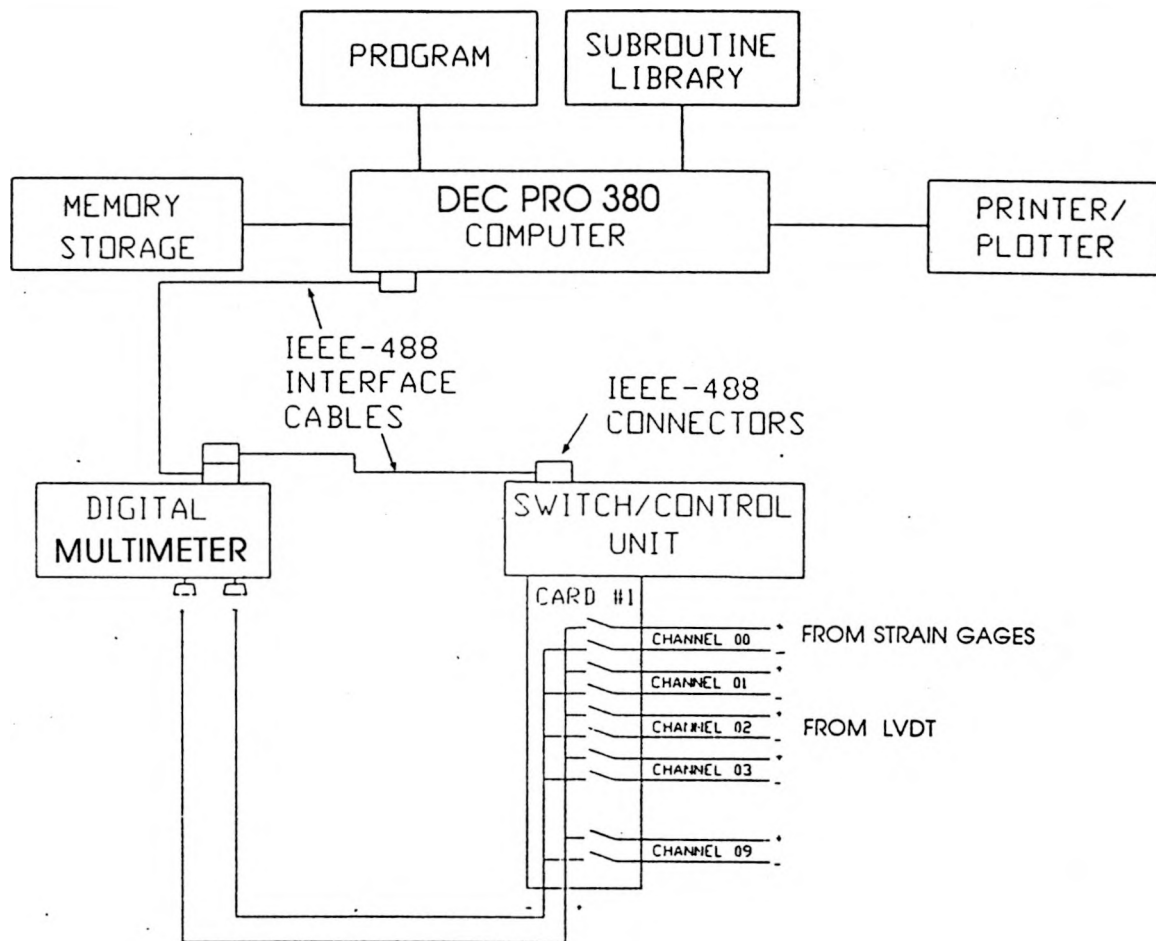 PROGRAM
SUBROUTINE
LIBRARY
MEMORY
STORAGE
DEC PRO 380
COMPUTER
PRINTER/
PLOTTER
IEEE-488
INTERFACE
CABLES
IEEE-488
CONNECTORS
DIGITAL
MULTIMETER
SWITCH/CONTROL
UNIT
CARD #1
+
CHANNEL 00
FROM STRAIN GAGES
-
+
CHANNEL 01
-
+
CHANNEL 02
FROM LVDT
-
+
CHANNEL 03
-
+
CHANNEL 09
-
- +